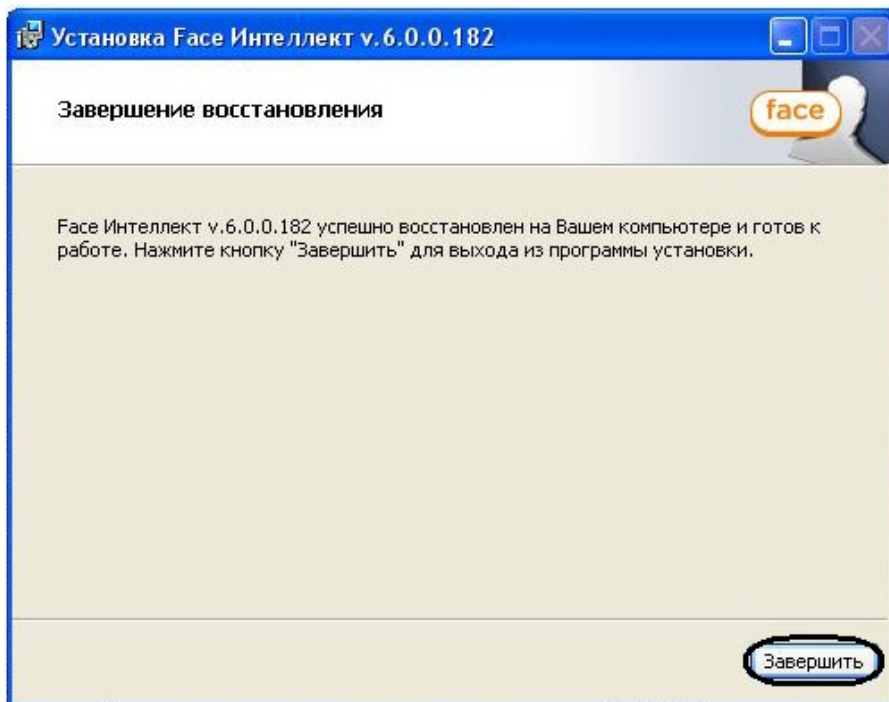 Установка Face Интеллект v.6.0.0.182
Завершение восстановления
face
Face Интеллект v.6.0.0.182 успешно восстановлен на Вашем компьютере и готов к
работе. Нажмите кнопку "Завершить" для выхода из программы установки.
Завершить